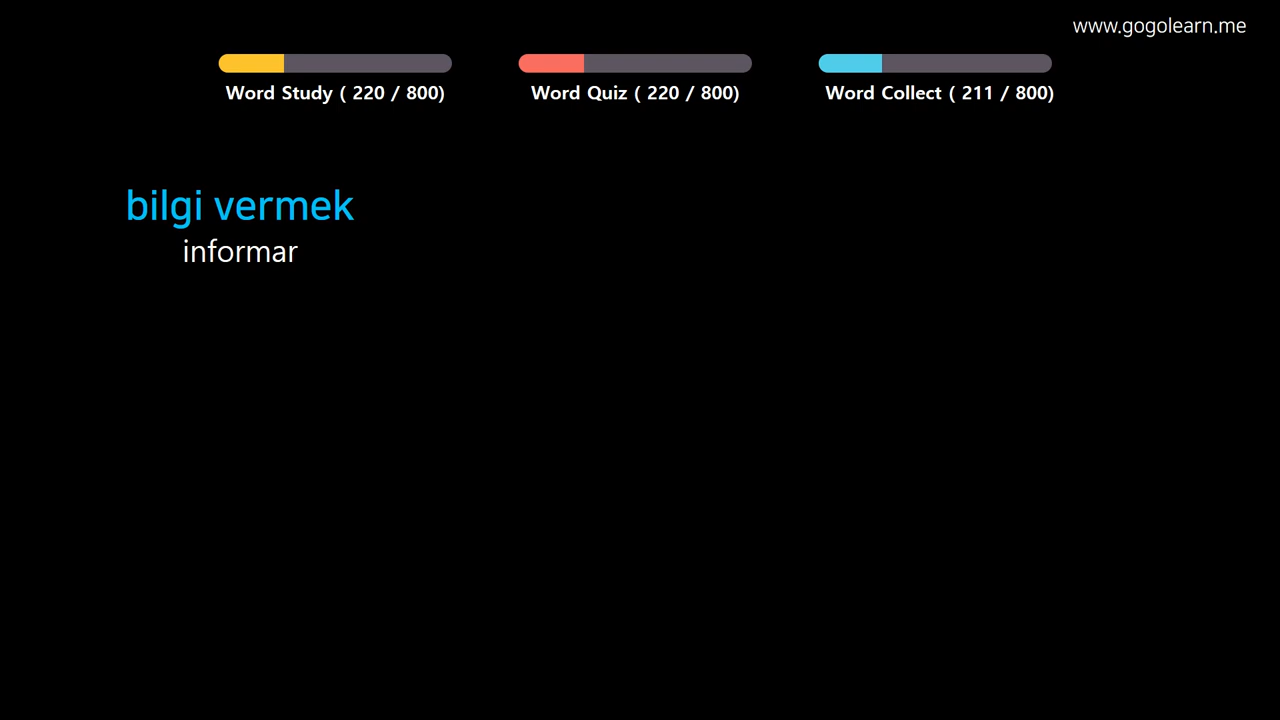 www.gogolearn.me
Word Study ( 220 / 800)
Word Quiz ( 220 / 800)
Word Collect ( 211 / 800)
bilgi vermek
informar